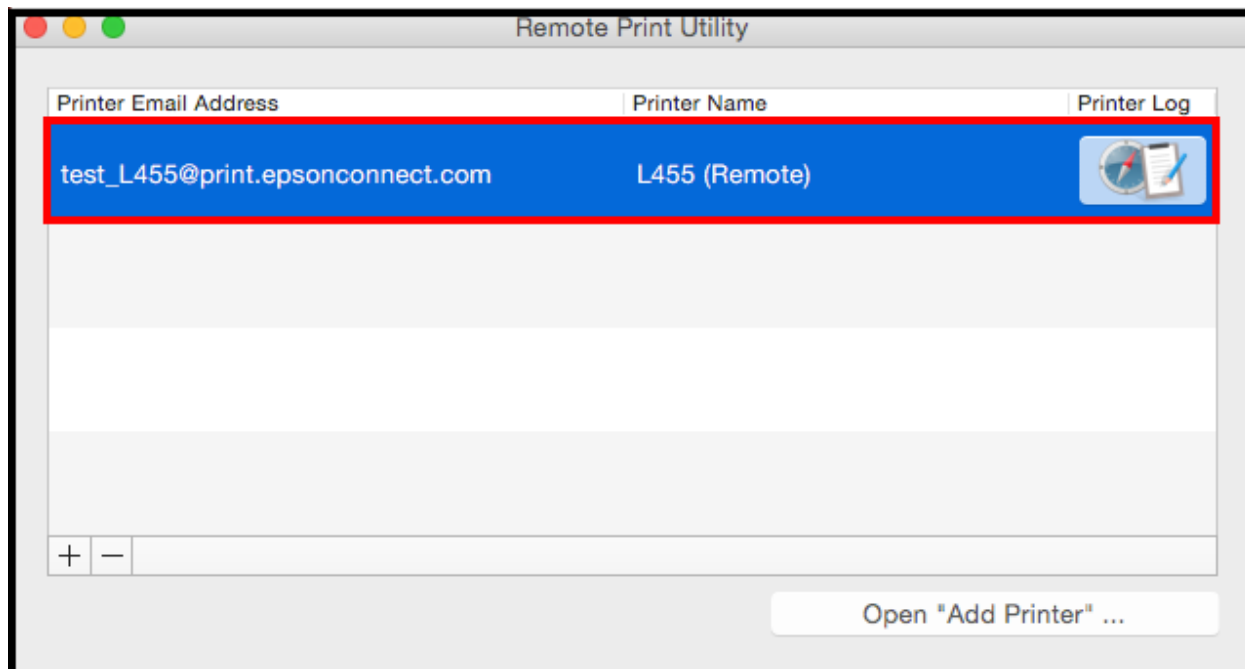 Remote Print Utility
Printer Email Address Printer Name Printer Log
test_L455@print.epsonconnect.com L455 (Remote)
+ −
Open "Add Printer" ...